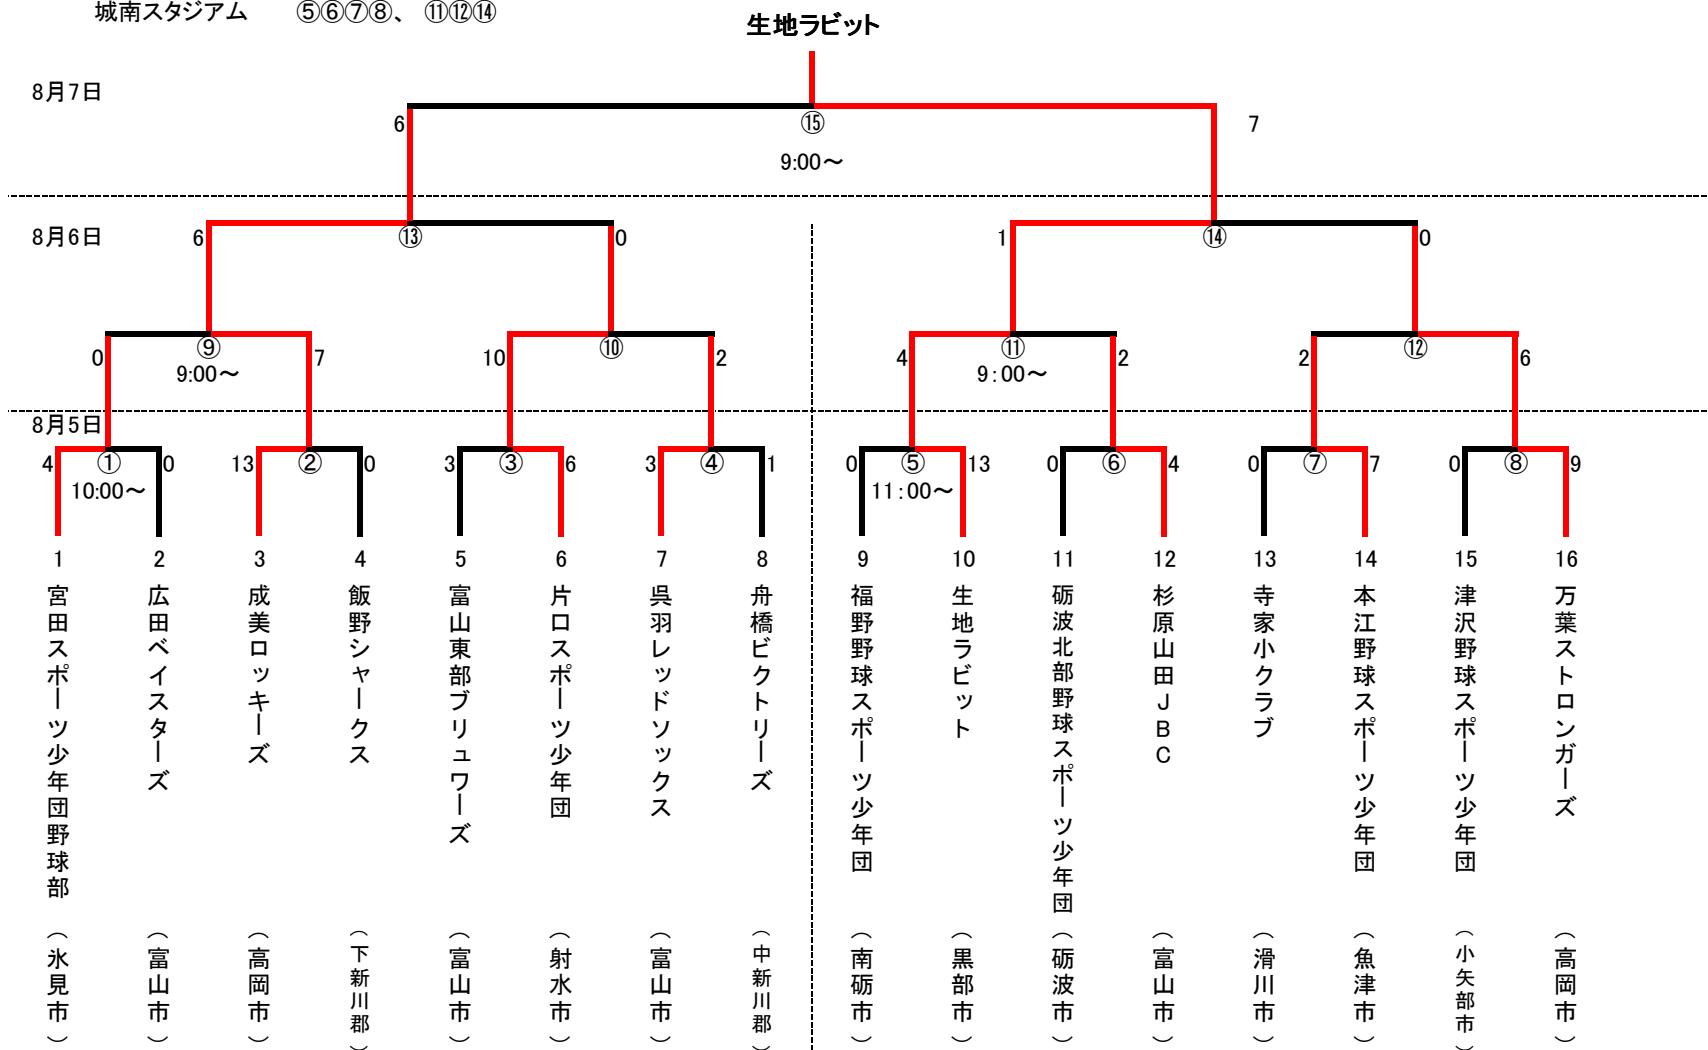 城南スタジアム　　⑤⑥⑦⑧、　⑪⑫⑭
生地ラビット
8月7日
6 ⑮ 7
9:00～
8月6日
6 ⑬ 0 1 ⑭ 0
0 ⑨ 7 10 ⑩ 2 4 ⑪ 2 2 ⑫ 6
9:00～ 9:00～
8月5日
4 ① 0 13 ② 0 3 ③ 6 3 ④ 1 0 ⑤ 13 0 ⑥ 4 0 ⑦ 7 0 ⑧ 9
10:00～ 11:00～
1 2 3 4 5 6 7 8 9 10 11 12 13 14 15 16
宮田スポーツ少年団野球部
（氷見市）
広田ベイスターズ
（富山市）
成美ロッキーズ
（高岡市）
飯野シャークス
（下新川郡）
富山東部ブリュワーズ
（富山市）
片口スポーツ少年団
（射水市）
呉羽レッドソックス
（富山市）
舟橋ビクトリーズ
（中新川郡）
福野野球スポーツ少年団
（南砺市）
生地ラビット
（黒部市）
砺波北部野球スポーツ少年団
（砺波市）
杉原山田ＪＢＣ
（富山市）
寺家小クラブ
（滑川市）
本江野球スポーツ少年団
（魚津市）
津沢野球スポーツ少年団
（小矢部市）
万葉ストロンガーズ
（高岡市）